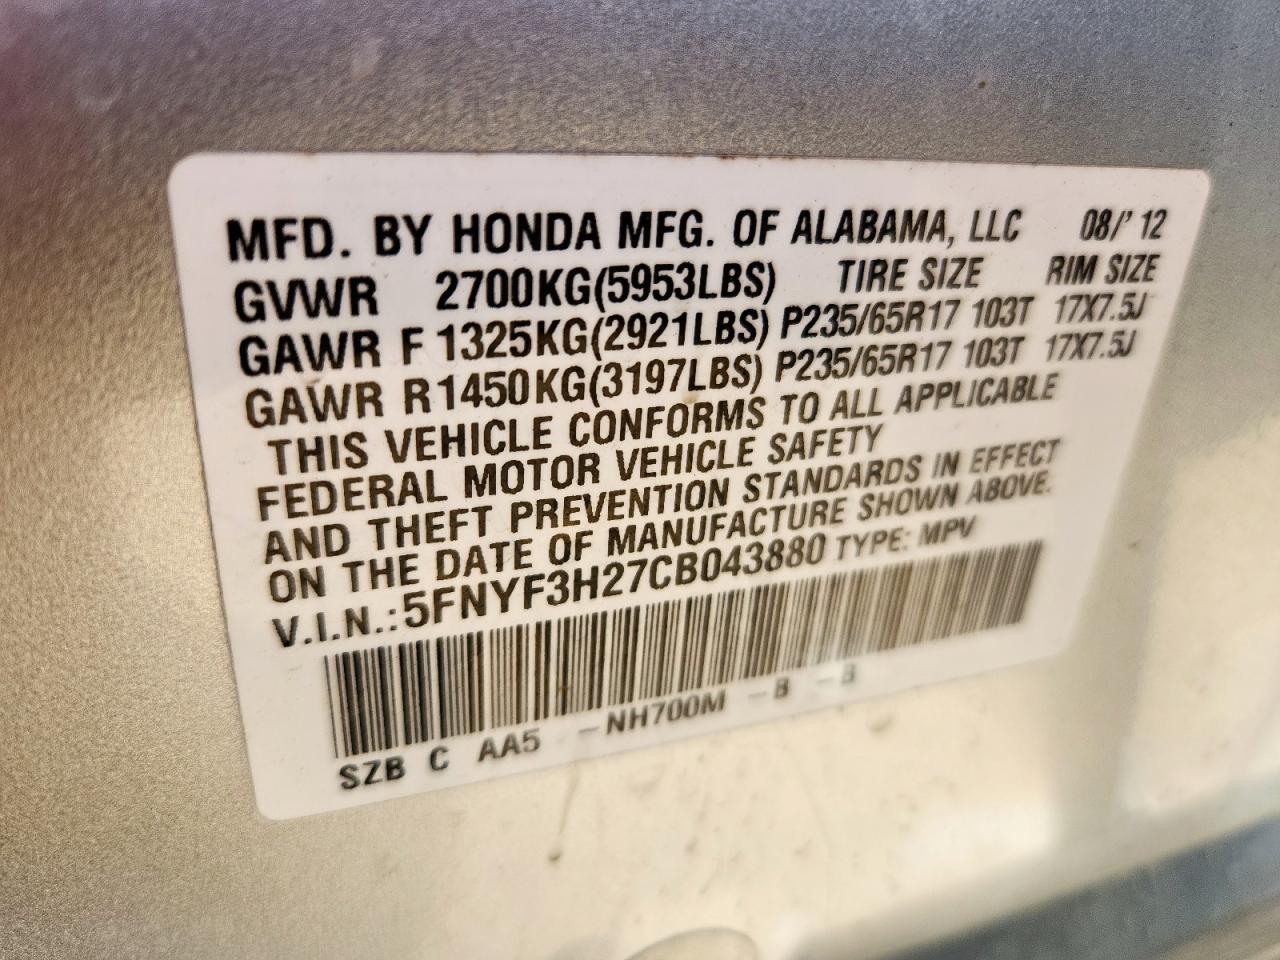 MFD. BY HONDA MFG. OF ALABAMA, LLC 08/'12
GVWR 2700KG(5953LBS) TIRE SIZE RIM SIZE
GAWR F 1325KG(2921LBS) P235/65R17 103T 17X7.5J
GAWR R 1450KG(3197LBS) P235/65R17 103T 17X7.5J
THIS VEHICLE CONFORMS TO ALL APPLICABLE
FEDERAL MOTOR VEHICLE SAFETY
AND THEFT PREVENTION STANDARDS IN EFFECT
ON THE DATE OF MANUFACTURE SHOWN ABOVE.
V.I.N.:5FNYF3H27CB043880 TYPE: MPV
SZB C AA5 -NH700M -B -B